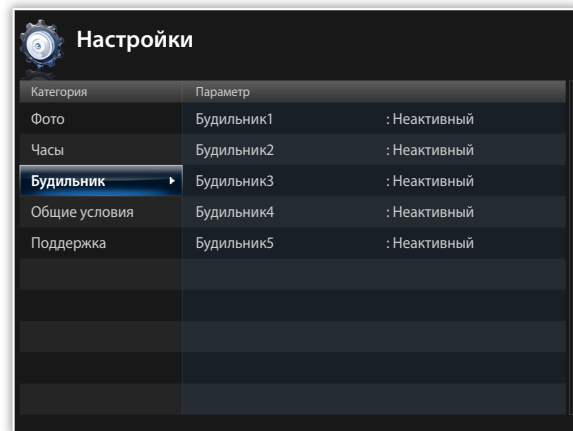 Настройки
Категория Параметр
Фото Будильник1 : Неактивный
Часы Будильник2 : Неактивный
Будильник Будильник3 : Неактивный
Общие условия Будильник4 : Неактивный
Поддержка Будильник5 : Неактивный